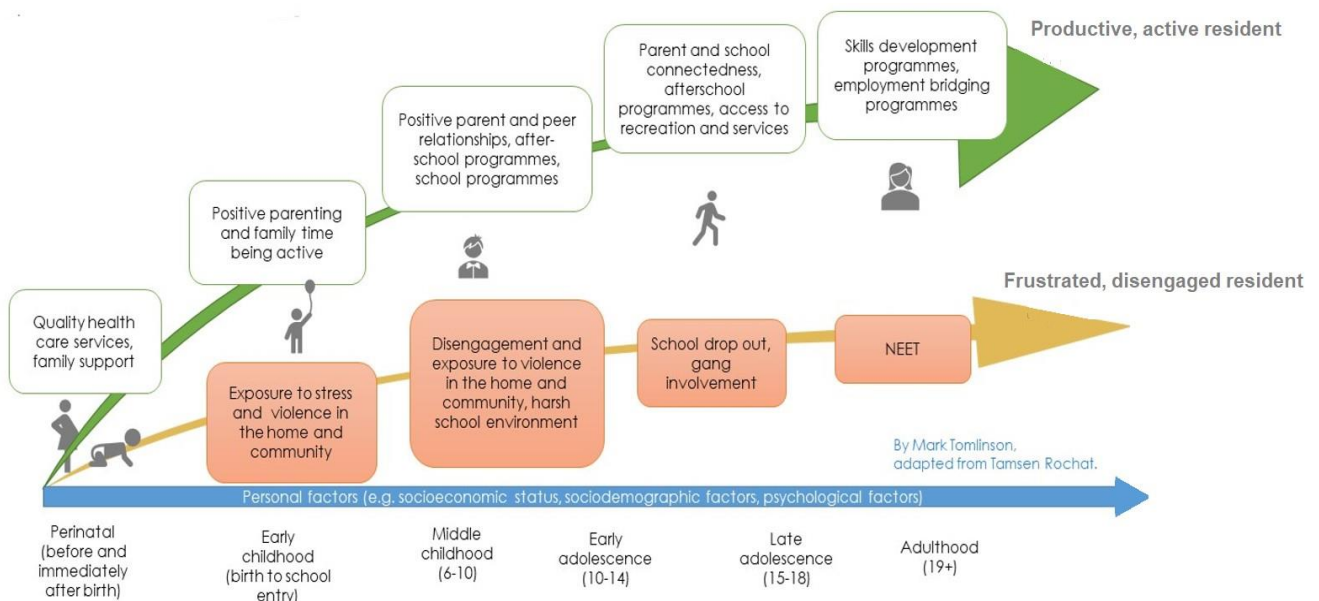 Productive, active resident
Parent and school
connectedness,
afterschool
programmes, access to
recreation and services
Skills development
programmes,
employment bridging
programmes
Positive parent and peer
relationships, after-
school programmes,
school programmes
Positive parenting
and family time
being active
Quality health
care services,
family support
Frustrated, disengaged resident
Exposure to stress
and violence in
the home and
community
Disengagement and
exposure to violence
in the home and
community, harsh
school environment
School drop out,
gang
involvement
NEET
By Mark Tomlinson,
adapted from Tamsen Rochat.
Personal factors (e.g. socioeconomic status, sociodemographic factors, psychological factors)
Perinatal
(before and
immediately
after birth)
Early
childhood
(birth to school
entry)
Middle
childhood
(6-10)
Early
adolescence
(10-14)
Late
adolescence
(15-18)
Adulthood
(19+)